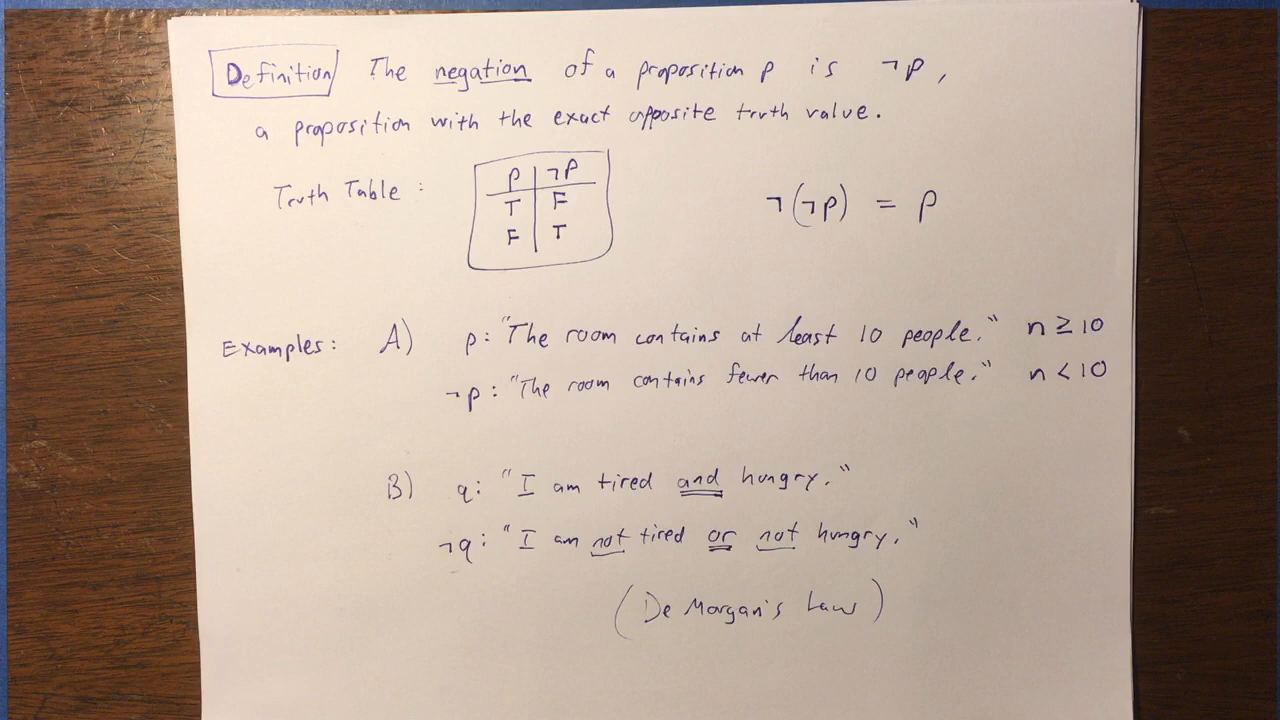 Definition The negation of a proposition p is ¬p,
a proposition with the exact opposite truth value.
Truth Table:
p ¬p
T F
F T
¬(¬p) = p
Examples: A) p: "The room contains at least 10 people." n ≥ 10
¬p: "The room contains fewer than 10 people." n < 10
B) q: "I am tired and hungry."
¬q: "I am not tired or not hungry."
(De Morgan's Law)